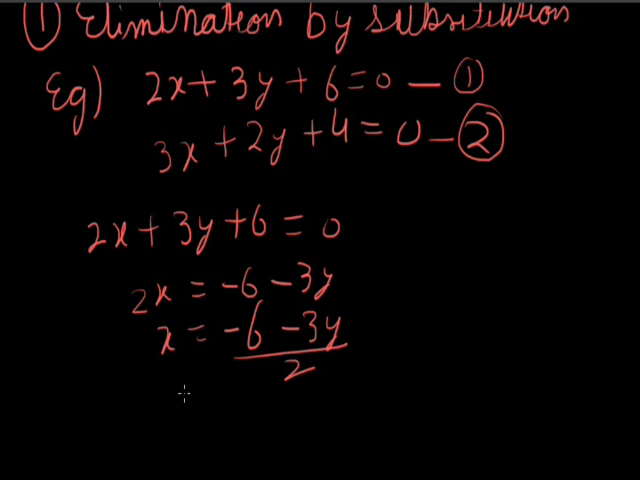 ① Elimination by substitution
Eg) 2x + 3y + 6 = 0 — ①
3x + 2y + 4 = 0 — ②
2x + 3y + 6 = 0
2x = -6 - 3y
x = -6 - 3y
2